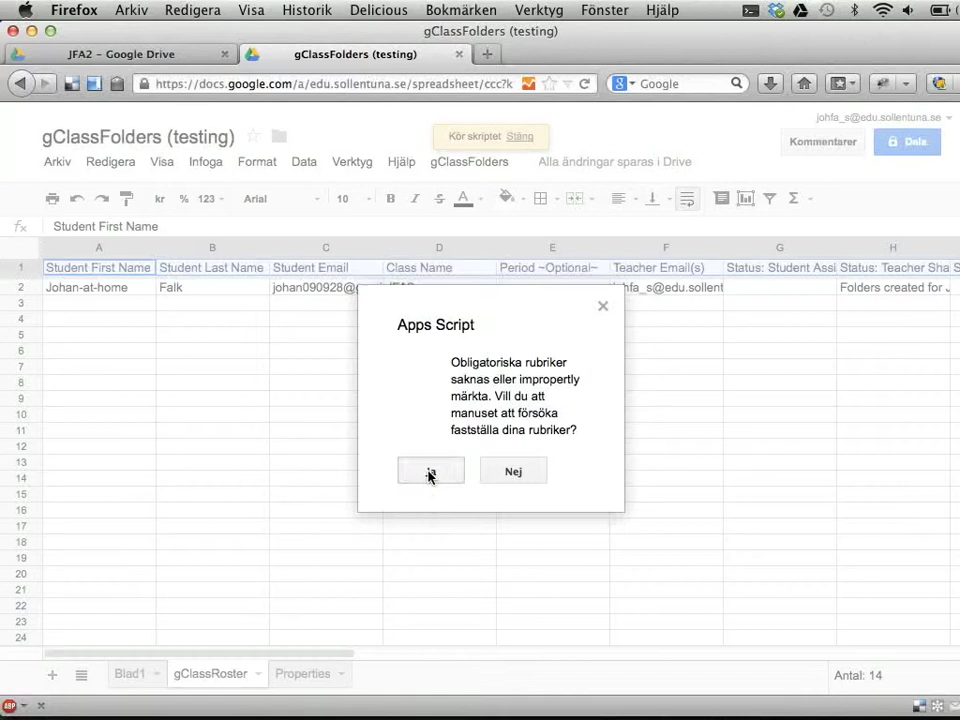 Firefox Arkiv Redigera Visa Historik Delicious Bokmärken Verktyg Fönster Hjälp
gClassFolders (testing)
JFA2 – Google Drive
gClassFolders (testing)
https://docs.google.com/a/edu.sollentuna.se/spreadsheet/ccc?k
Google
johfa_s@edu.sollentuna.se
gClassFolders (testing)
Kör skriptet Stäng
Kommentarer
Dela
Arkiv Redigera Visa Infoga Format Data Verktyg Hjälp gClassFolders Alla ändringar sparas i Drive
kr % 123 Arial 10 B I S A Σ
fx Student First Name
A B C D E F G H
1 Student First Name Student Last Name Student Email Class Name Period ~Optional~ Teacher Email(s) Status: Student Assi Status: Teacher Sha S
2 Johan-at-home Falk johan090928@g johfa_s@edu.sollent Folders created for J
3
4
5
6
7
8
9
10
11
12
13
14
15
16
17
18
19
20
21
22
23
24
Apps Script
Obligatoriska rubriker
saknas eller impropertly
märkta. Vill du att
manuset att försöka
fastställa dina rubriker?
Nej
Blad1 gClassRoster Properties
Antal: 14
ABP